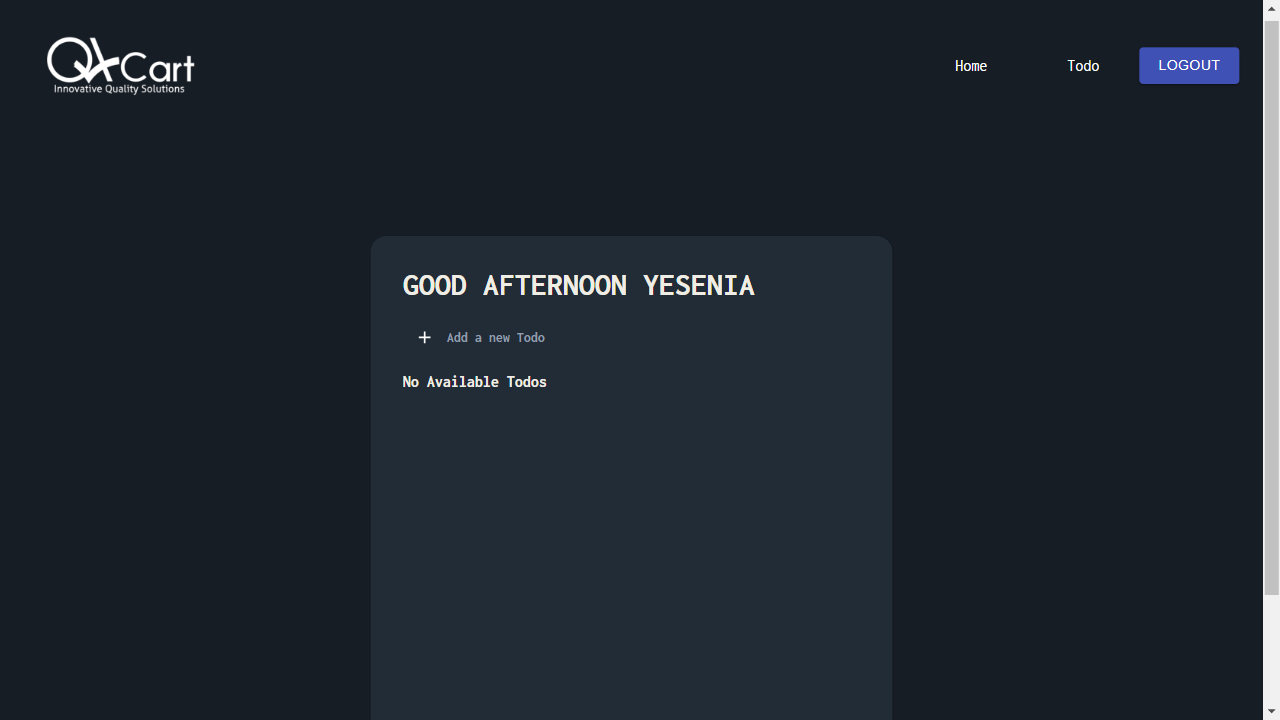 QACart
Innovative Quality Solutions
Home
Todo
LOGOUT
GOOD AFTERNOON YESENIA
Add a new Todo
No Available Todos